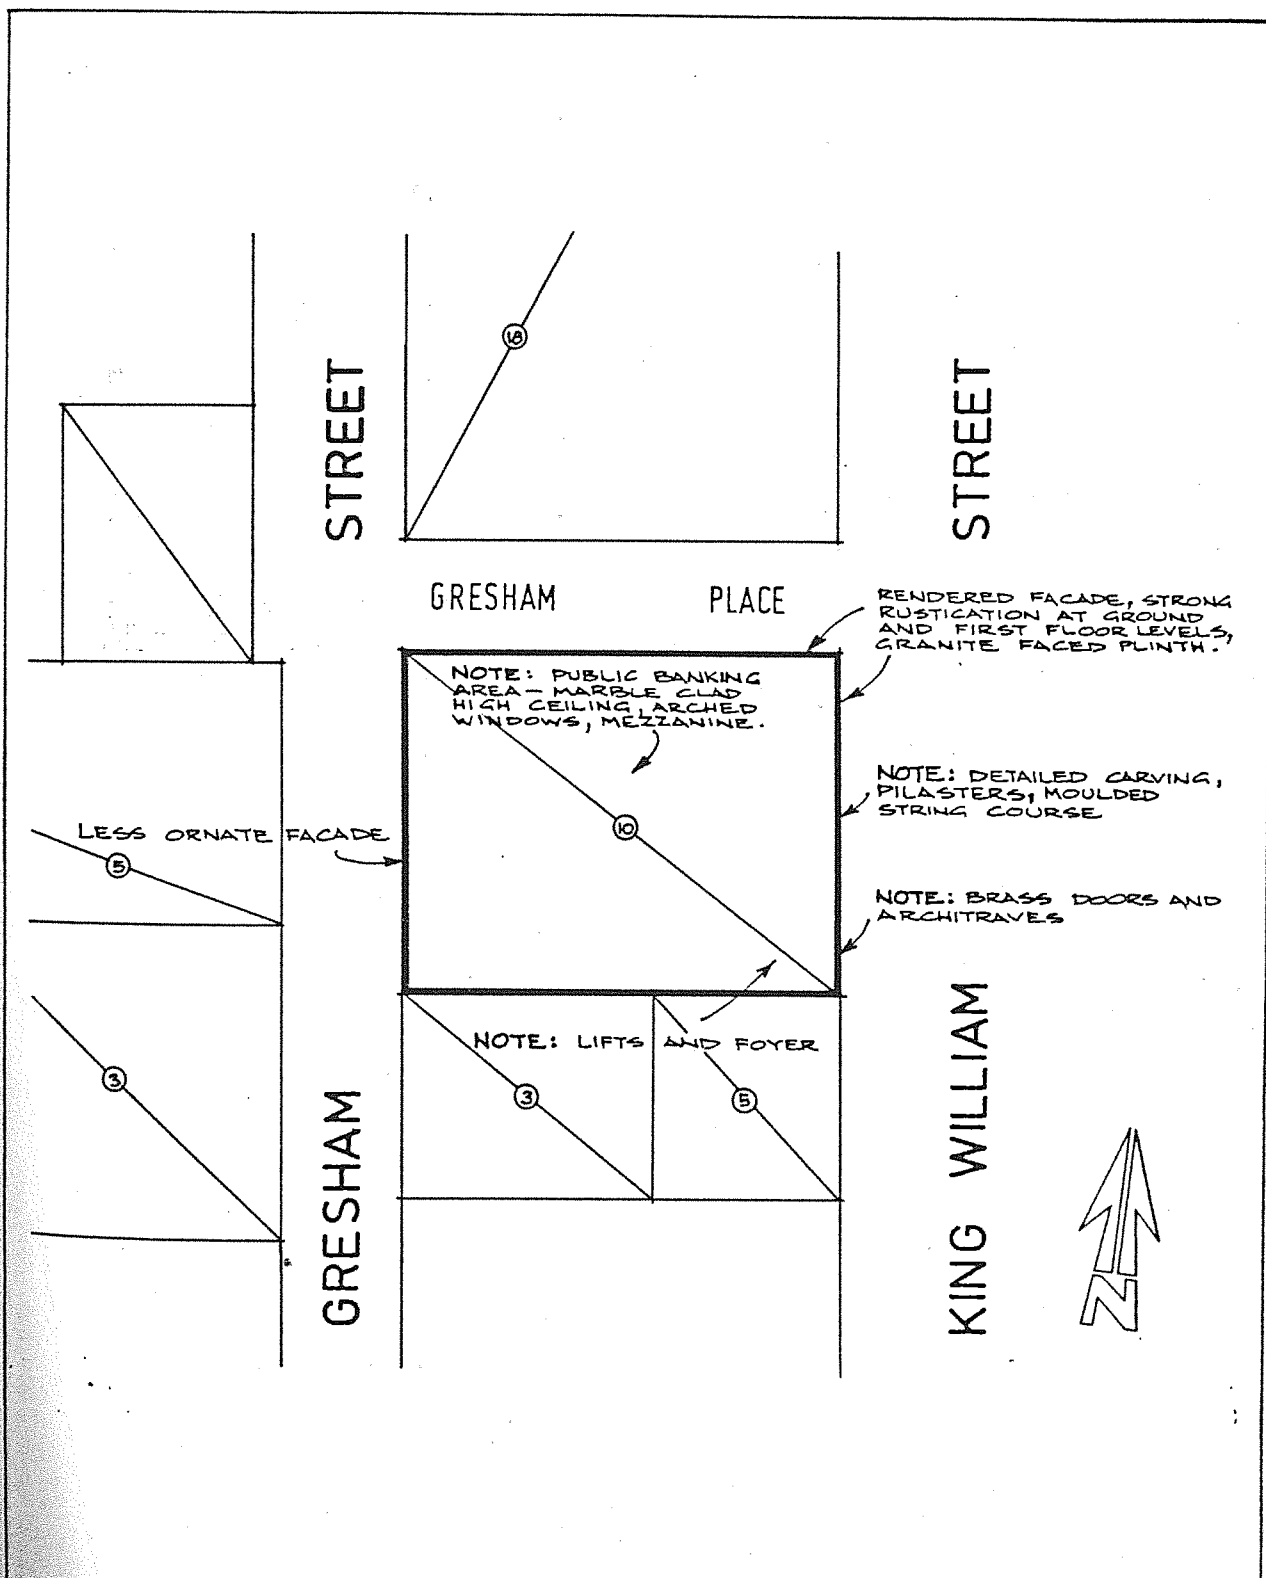 18
STREET
STREET
GRESHAM PLACE
RENDERED FACADE, STRONG
RUSTICATION AT GROUND
AND FIRST FLOOR LEVELS,
GRANITE FACED PLINTH.
NOTE: PUBLIC BANKING
AREA - MARBLE CLAD
HIGH CEILING, ARCHED
WINDOWS, MEZZANINE.
NOTE: DETAILED CARVING,
PILASTERS, MOULDED
STRING COURSE
10
LESS ORNATE FACADE
5
NOTE: BRASS DOORS AND
ARCHITRAVES
NOTE: LIFTS AND FOYER
3
3
5
GRESHAM
KING WILLIAM
N